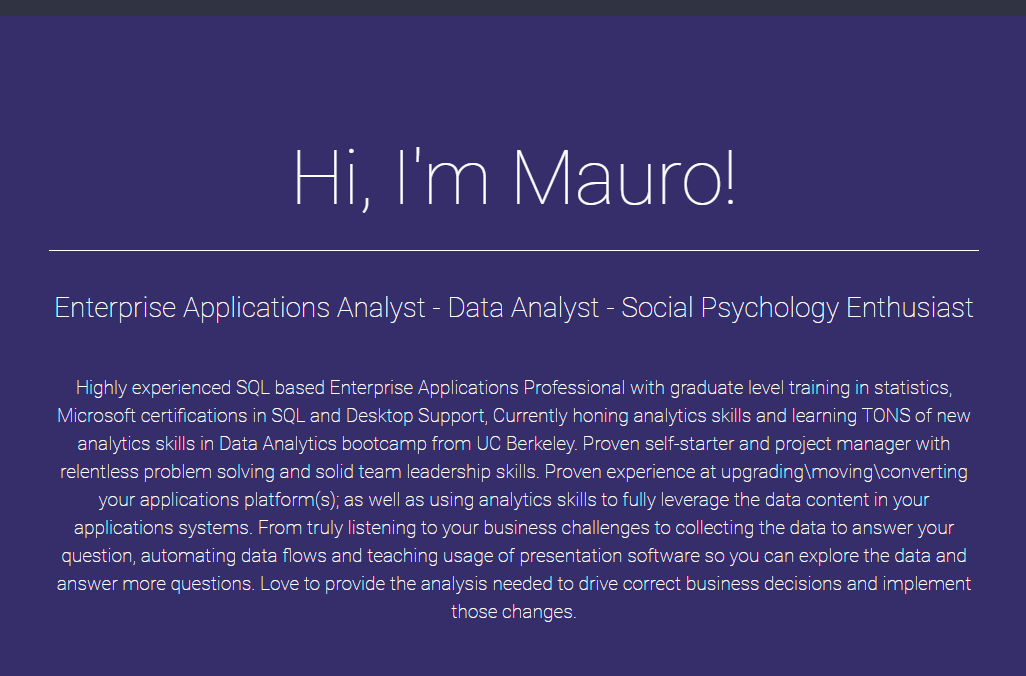 Hi, I'm Mauro!
Enterprise Applications Analyst - Data Analyst - Social Psychology Enthusiast
Highly experienced SQL based Enterprise Applications Professional with graduate level training in statistics,
Microsoft certifications in SQL and Desktop Support, Currently honing analytics skills and learning TONS of new
analytics skills in Data Analytics bootcamp from UC Berkeley. Proven self-starter and project manager with
relentless problem solving and solid team leadership skills. Proven experience at upgrading\moving\converting
your applications platform(s); as well as using analytics skills to fully leverage the data content in your
applications systems. From truly listening to your business challenges to collecting the data to answer your
question, automating data flows and teaching usage of presentation software so you can explore the data and
answer more questions. Love to provide the analysis needed to drive correct business decisions and implement
those changes.